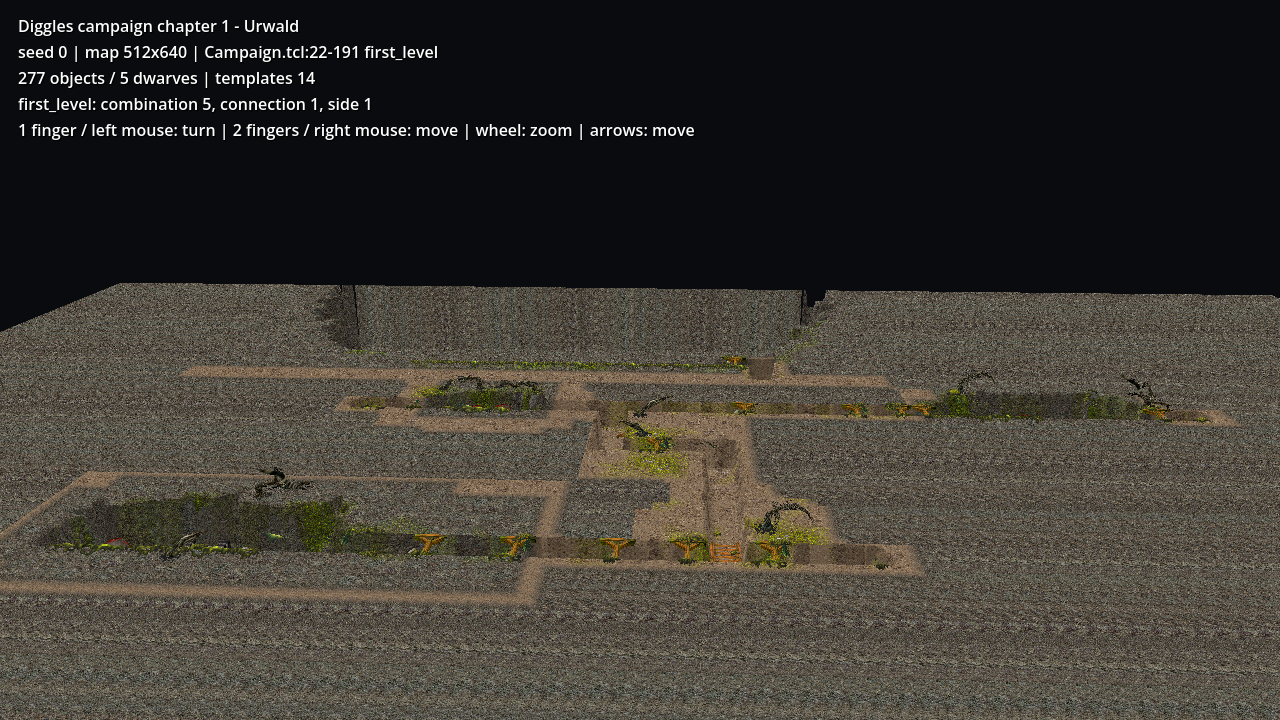 Diggles campaign chapter 1 - Urwald
seed 0 | map 512x640 | Campaign.tcl:22-191 first_level
277 objects / 5 dwarves | templates 14
first_level: combination 5, connection 1, side 1
1 finger / left mouse: turn | 2 fingers / right mouse: move | wheel: zoom | arrows: move